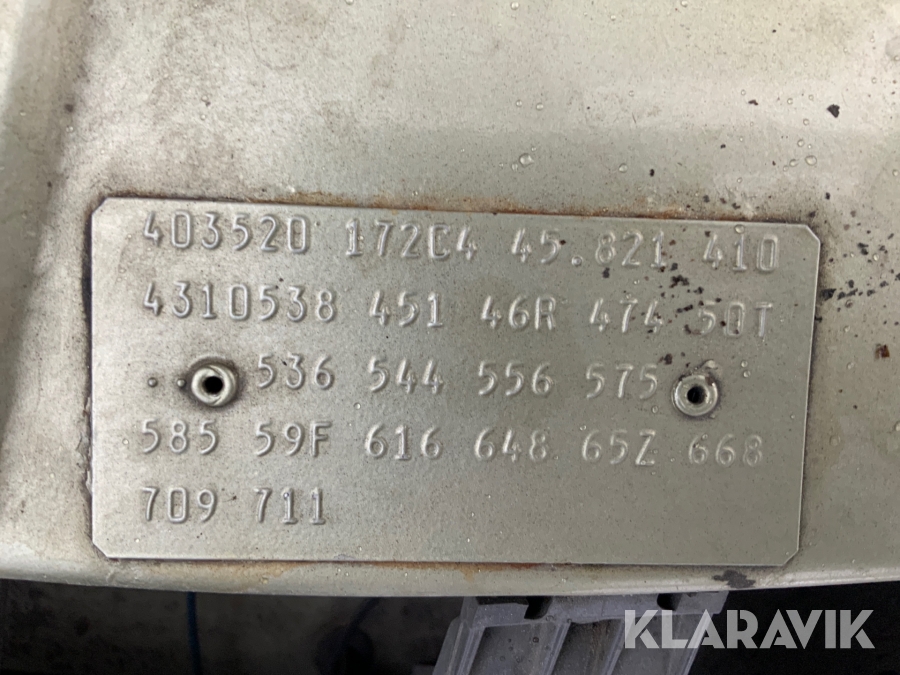 403520 172C4 45.821 410
4310538 451 46R 474 50T
.. 536 544 556 575
585 59F 616 648 65Z 668
709 711
KLARAVIK